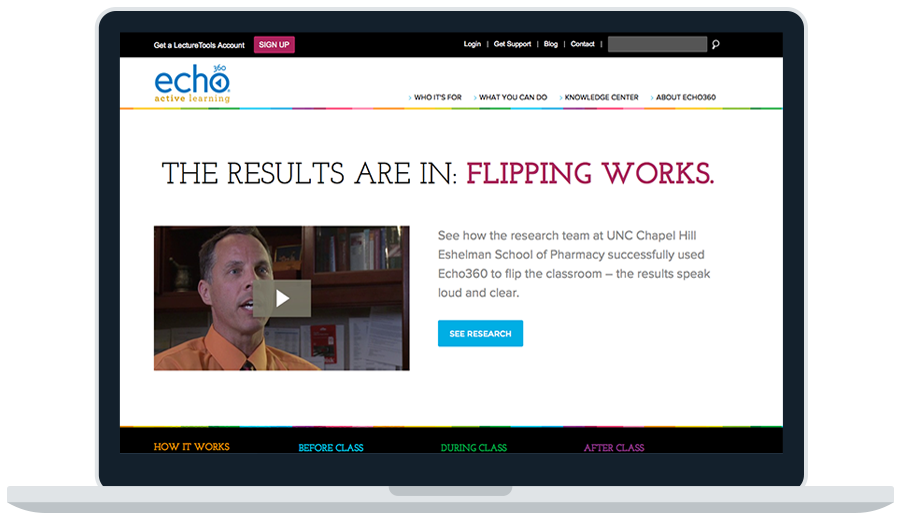 Get a LectureTools Account SIGN UP Login | Get Support | Blog | Contact |
echo360
active learning
WHO IT'S FOR WHAT YOU CAN DO KNOWLEDGE CENTER ABOUT ECHO360
THE RESULTS ARE IN: FLIPPING WORKS.
See how the research team at UNC Chapel Hill
Eshelman School of Pharmacy successfully used
Echo360 to flip the classroom – the results speak
loud and clear.
SEE RESEARCH
HOW IT WORKS BEFORE CLASS DURING CLASS AFTER CLASS